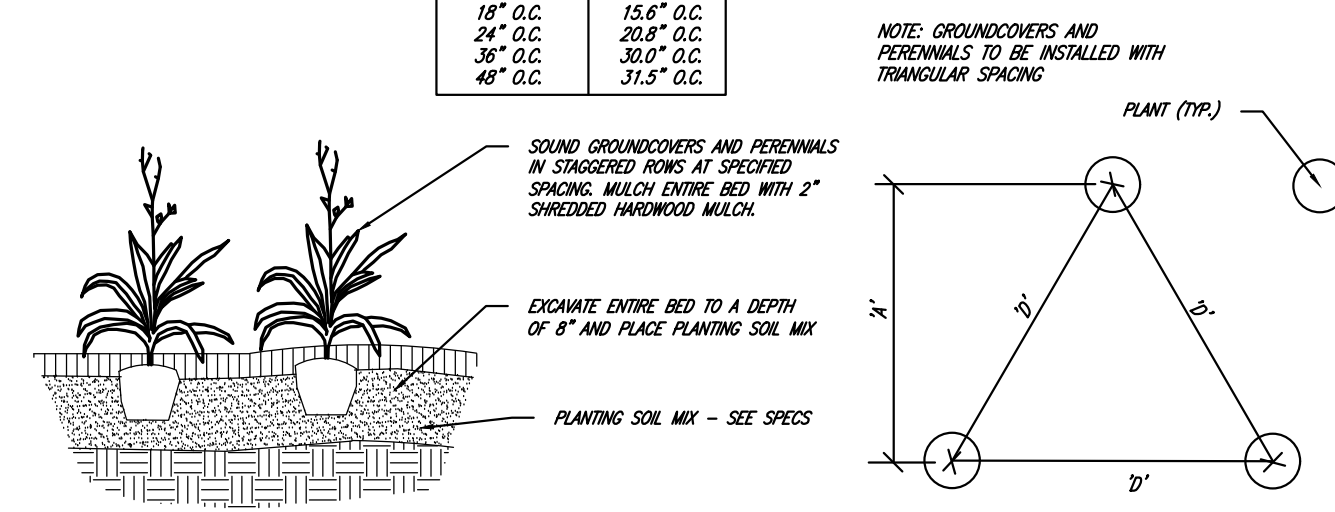 18" O.C. 15.6" O.C.
24" O.C. 20.8" O.C.
36" O.C. 30.0" O.C.
48" O.C. 31.5" O.C.
NOTE: GROUNDCOVERS AND
PERENNIALS TO BE INSTALLED WITH
TRIANGULAR SPACING
PLANT (TYP.)
SOUND GROUNDCOVERS AND PERENNIALS
IN STAGGERED ROWS AT SPECIFIED
SPACING. MULCH ENTIRE BED WITH 2"
SHREDDED HARDWOOD MULCH.
EXCAVATE ENTIRE BED TO A DEPTH
OF 8" AND PLACE PLANTING SOIL MIX
PLANTING SOIL MIX – SEE SPECS
'A'
'D'
'D'
'D'